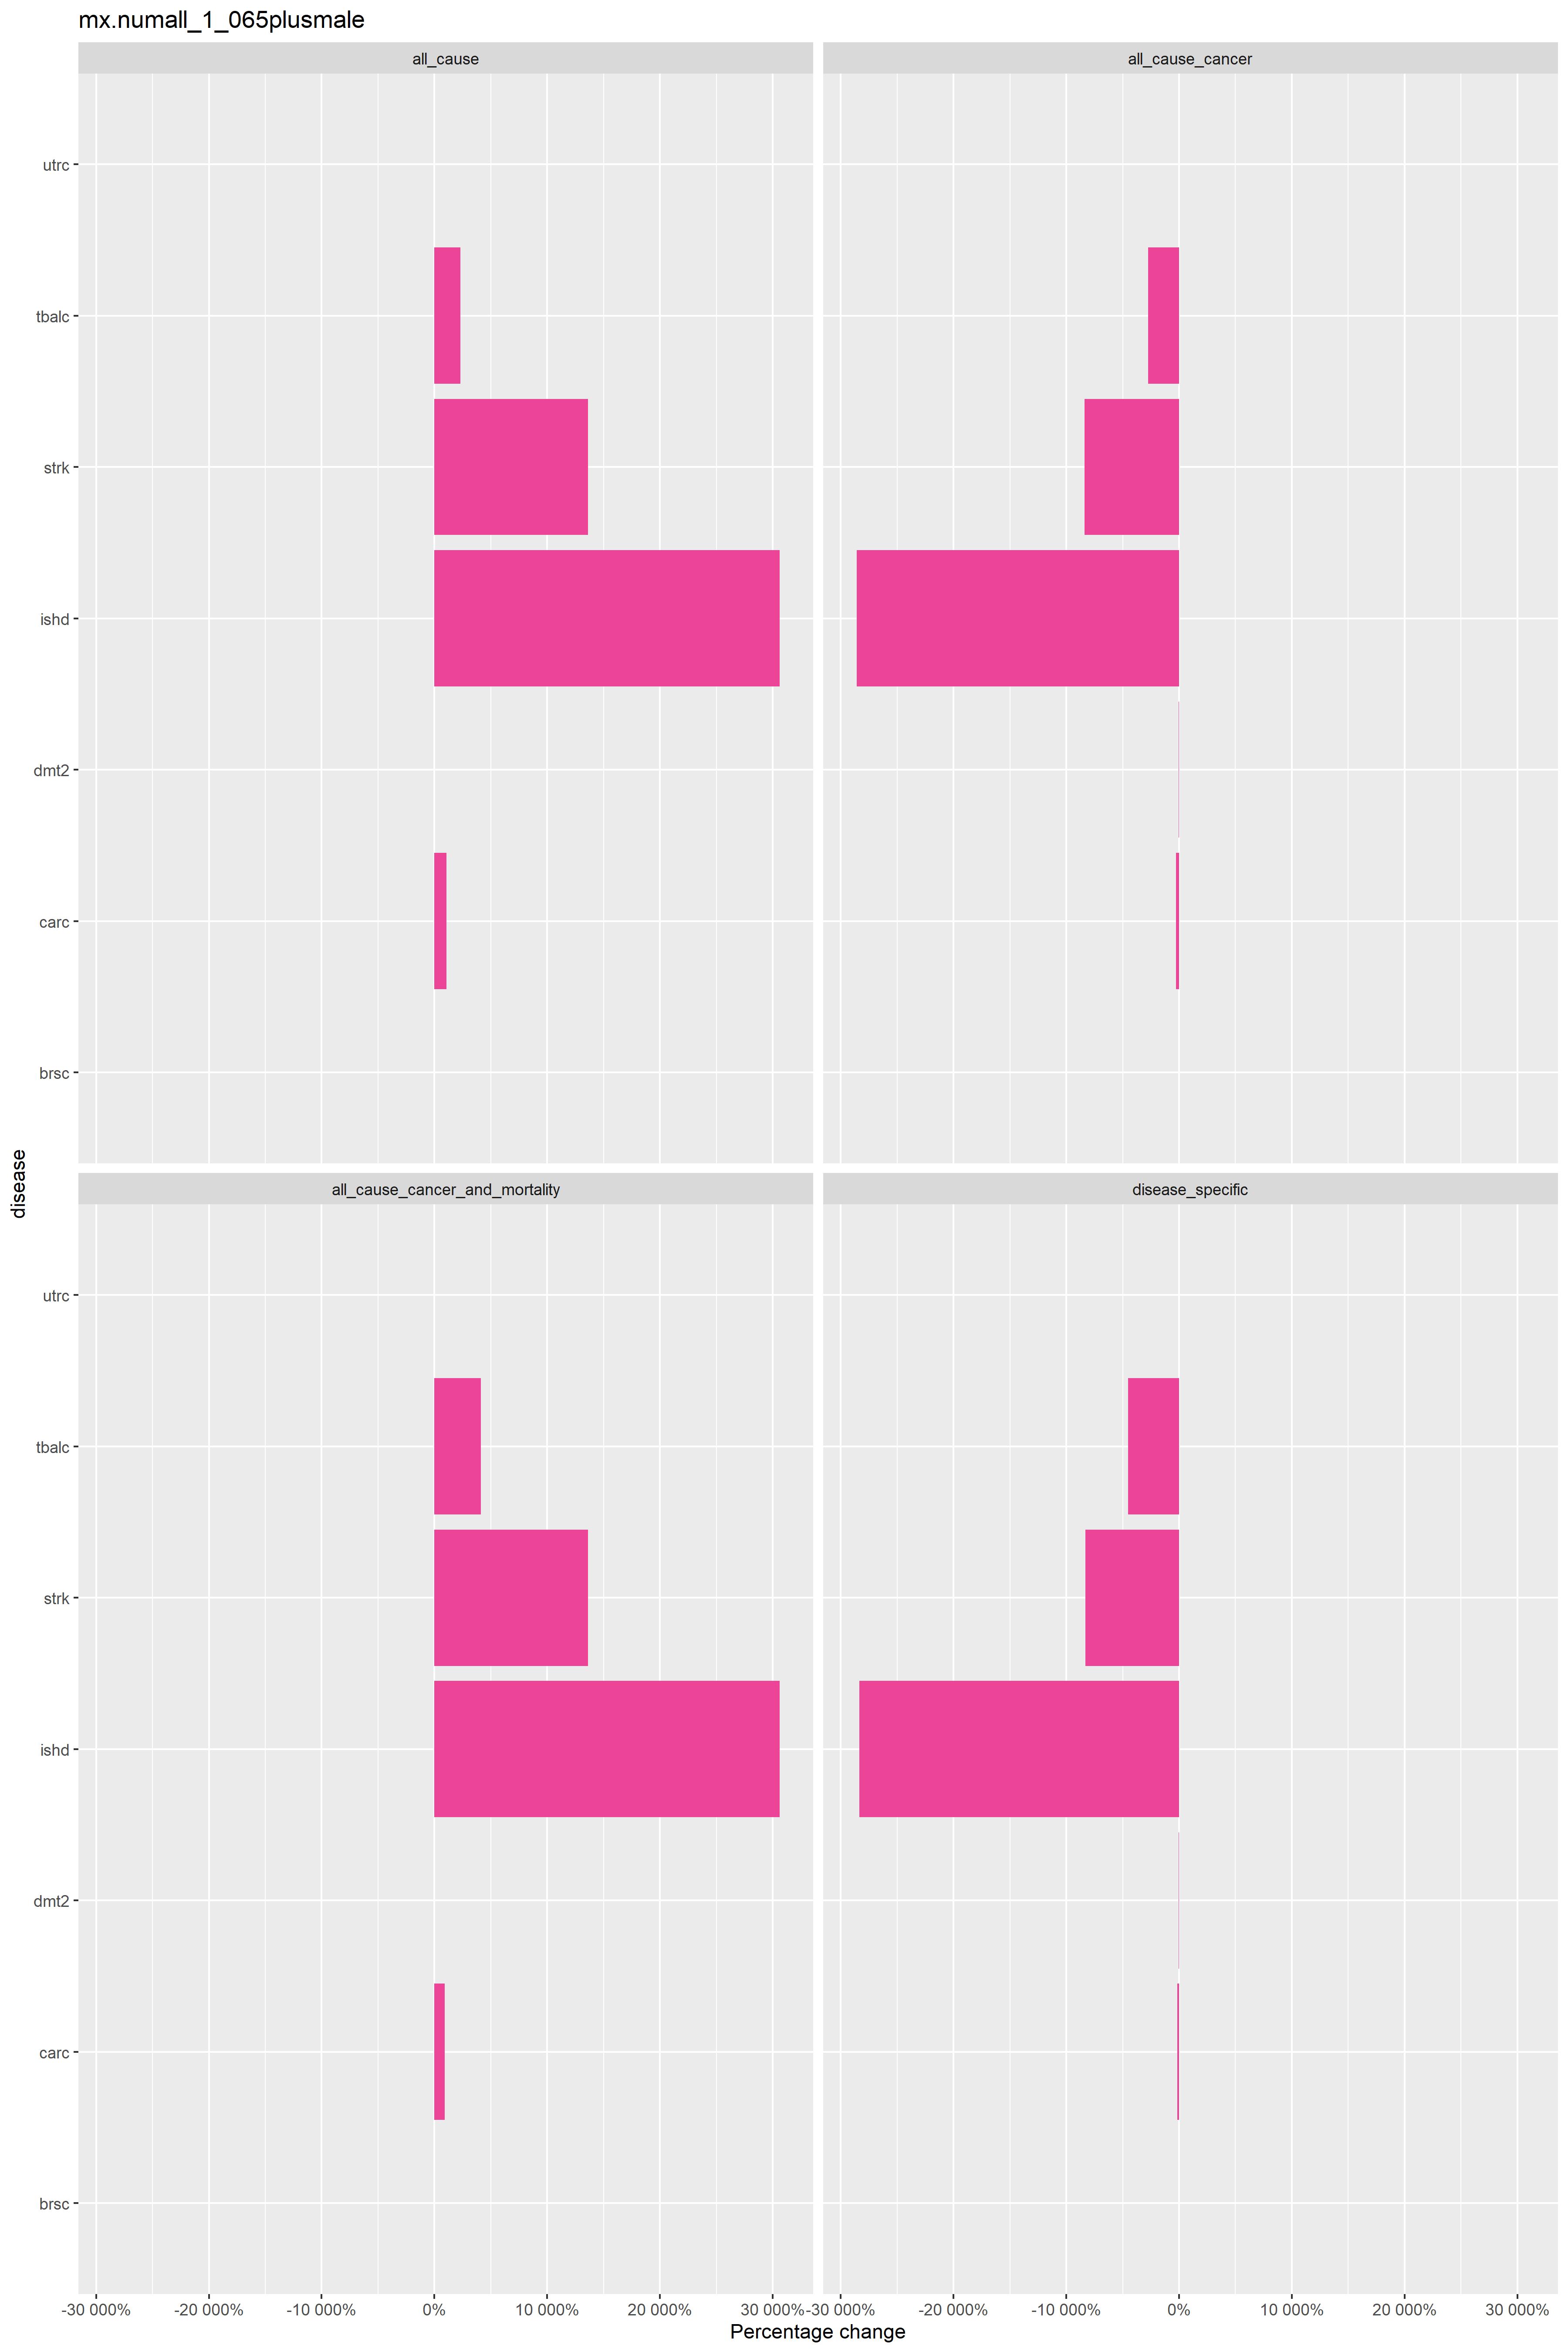 mx.numall_1_065plusmale
all_cause
all_cause_cancer
utrc
tbalc
strk
ishd
dmt2
carc
brsc
disease
all_cause_cancer_and_mortality
disease_specific
utrc
tbalc
strk
ishd
dmt2
carc
brsc
-30 000% -20 000% -10 000% 0% 10 000% 20 000% 30 000% -30 000% -20 000% -10 000% 0% 10 000% 20 000% 30 000%
Percentage change